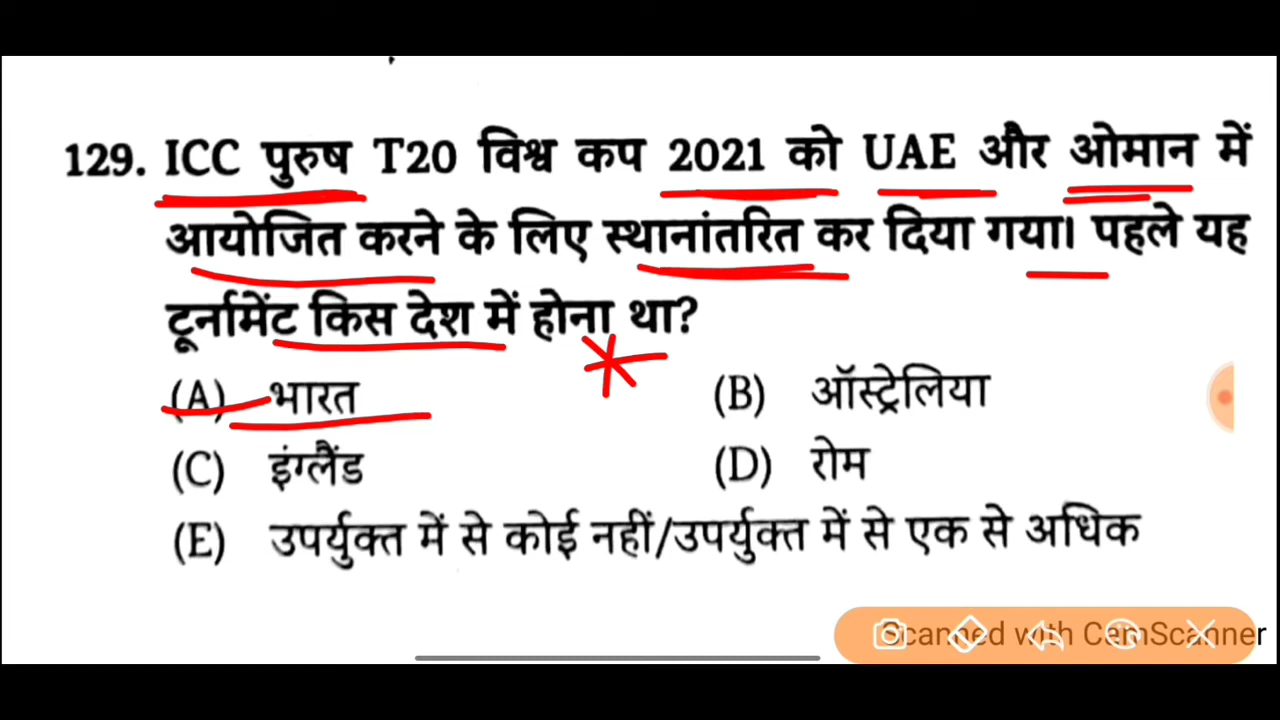 129. ICC पुरुष T20 विश्व कप 2021 को UAE और ओमान में
आयोजित करने के लिए स्थानांतरित कर दिया गया। पहले यह
टूर्नामेंट किस देश में होना था?
(A) भारत (B) ऑस्ट्रेलिया
(C) इंग्लैंड (D) रोम
(E) उपर्युक्त में से कोई नहीं/उपर्युक्त में से एक से अधिक
Scanned with CemScanner